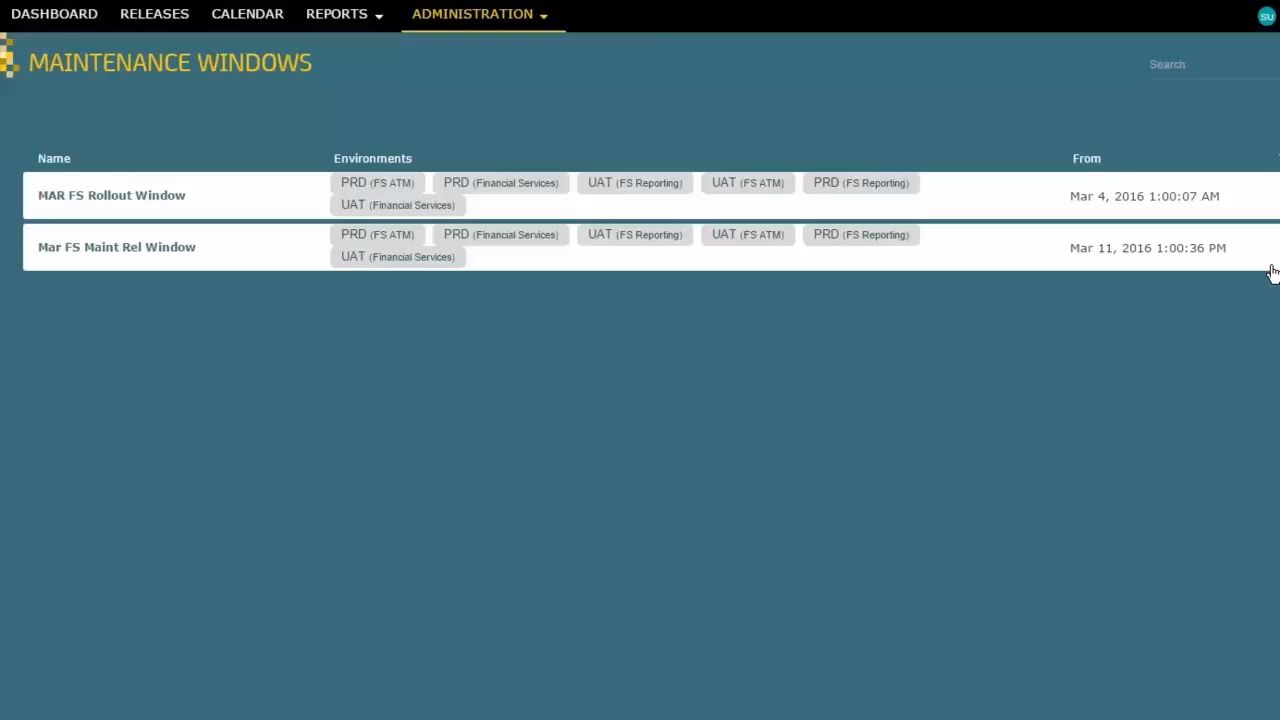 DASHBOARD RELEASES CALENDAR REPORTS ADMINISTRATION SU
MAINTENANCE WINDOWS Search
Name Environments From
PRD (FS ATM) PRD (Financial Services) UAT (FS Reporting) UAT (FS ATM) PRD (FS Reporting)
MAR FS Rollout Window Mar 4, 2016 1:00:07 AM
UAT (Financial Services)
PRD (FS ATM) PRD (Financial Services) UAT (FS Reporting) UAT (FS ATM) PRD (FS Reporting)
Mar FS Maint Rel Window Mar 11, 2016 1:00:36 PM
UAT (Financial Services)